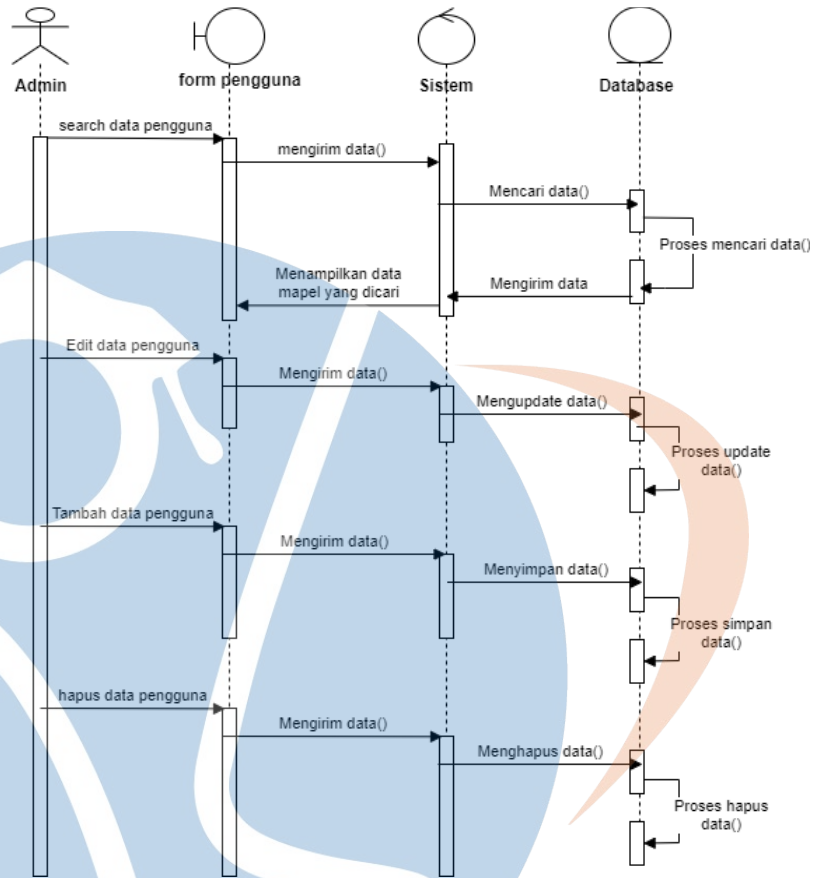 Admin
form pengguna
Sistem
Database
search data pengguna
mengirim data()
Mencari data()
Proses mencari data()
Mengirim data
Menampilkan data
mapel yang dicari
Edit data pengguna
Mengirim data()
Mengupdate data()
Proses update
data()
Tambah data pengguna
Mengirim data()
Menyimpan data()
Proses simpan
data()
hapus data pengguna
Mengirim data()
Menghapus data()
Proses hapus
data()